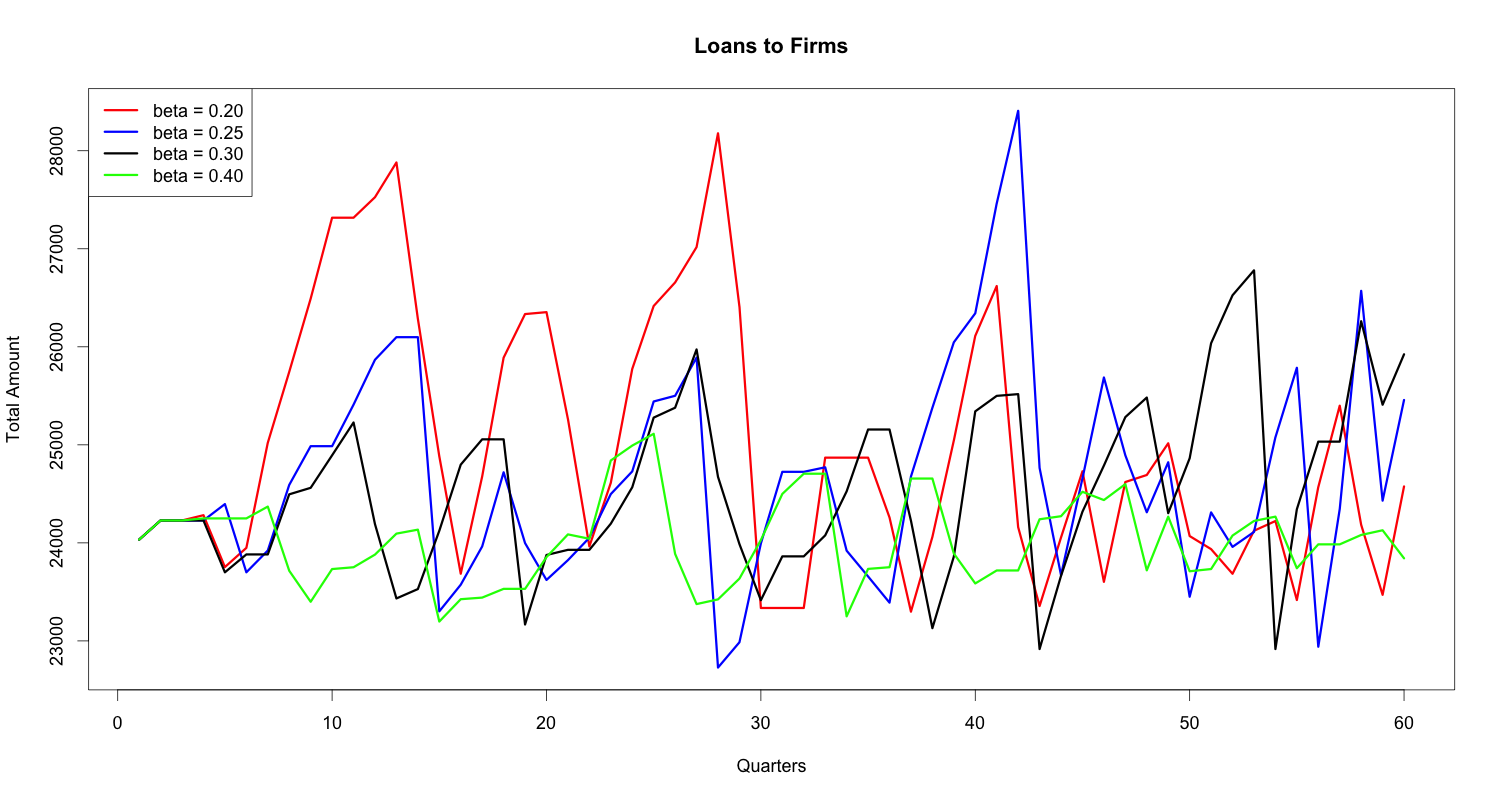 Loans to Firms
beta = 0.20
beta = 0.25
beta = 0.30
beta = 0.40
Total Amount
28000
27000
26000
25000
24000
23000
0 10 20 30 40 50 60
Quarters